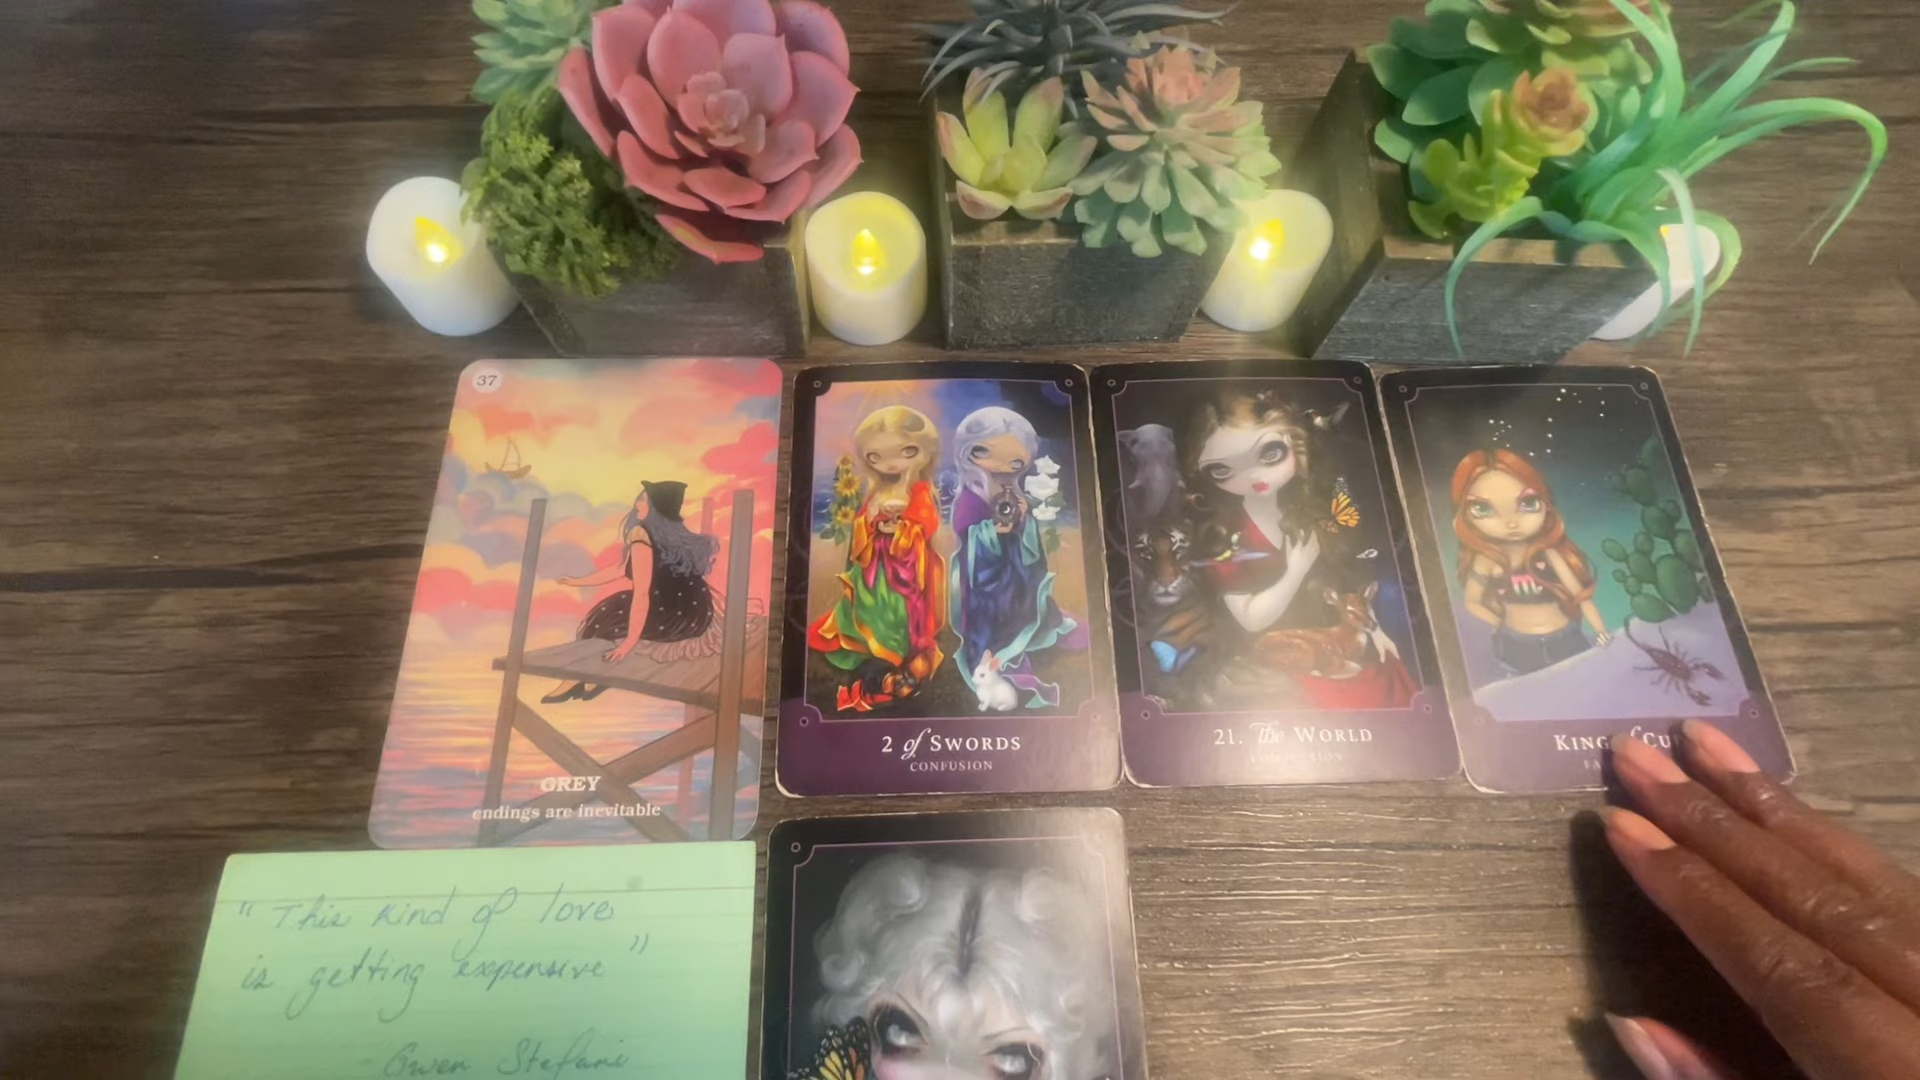 37
GREY
endings are inevitable
2 of SWORDS
CONFUSION
21. The WORLD
KING
m
"This kind of love
is getting expensive"
- Gwen Stefani